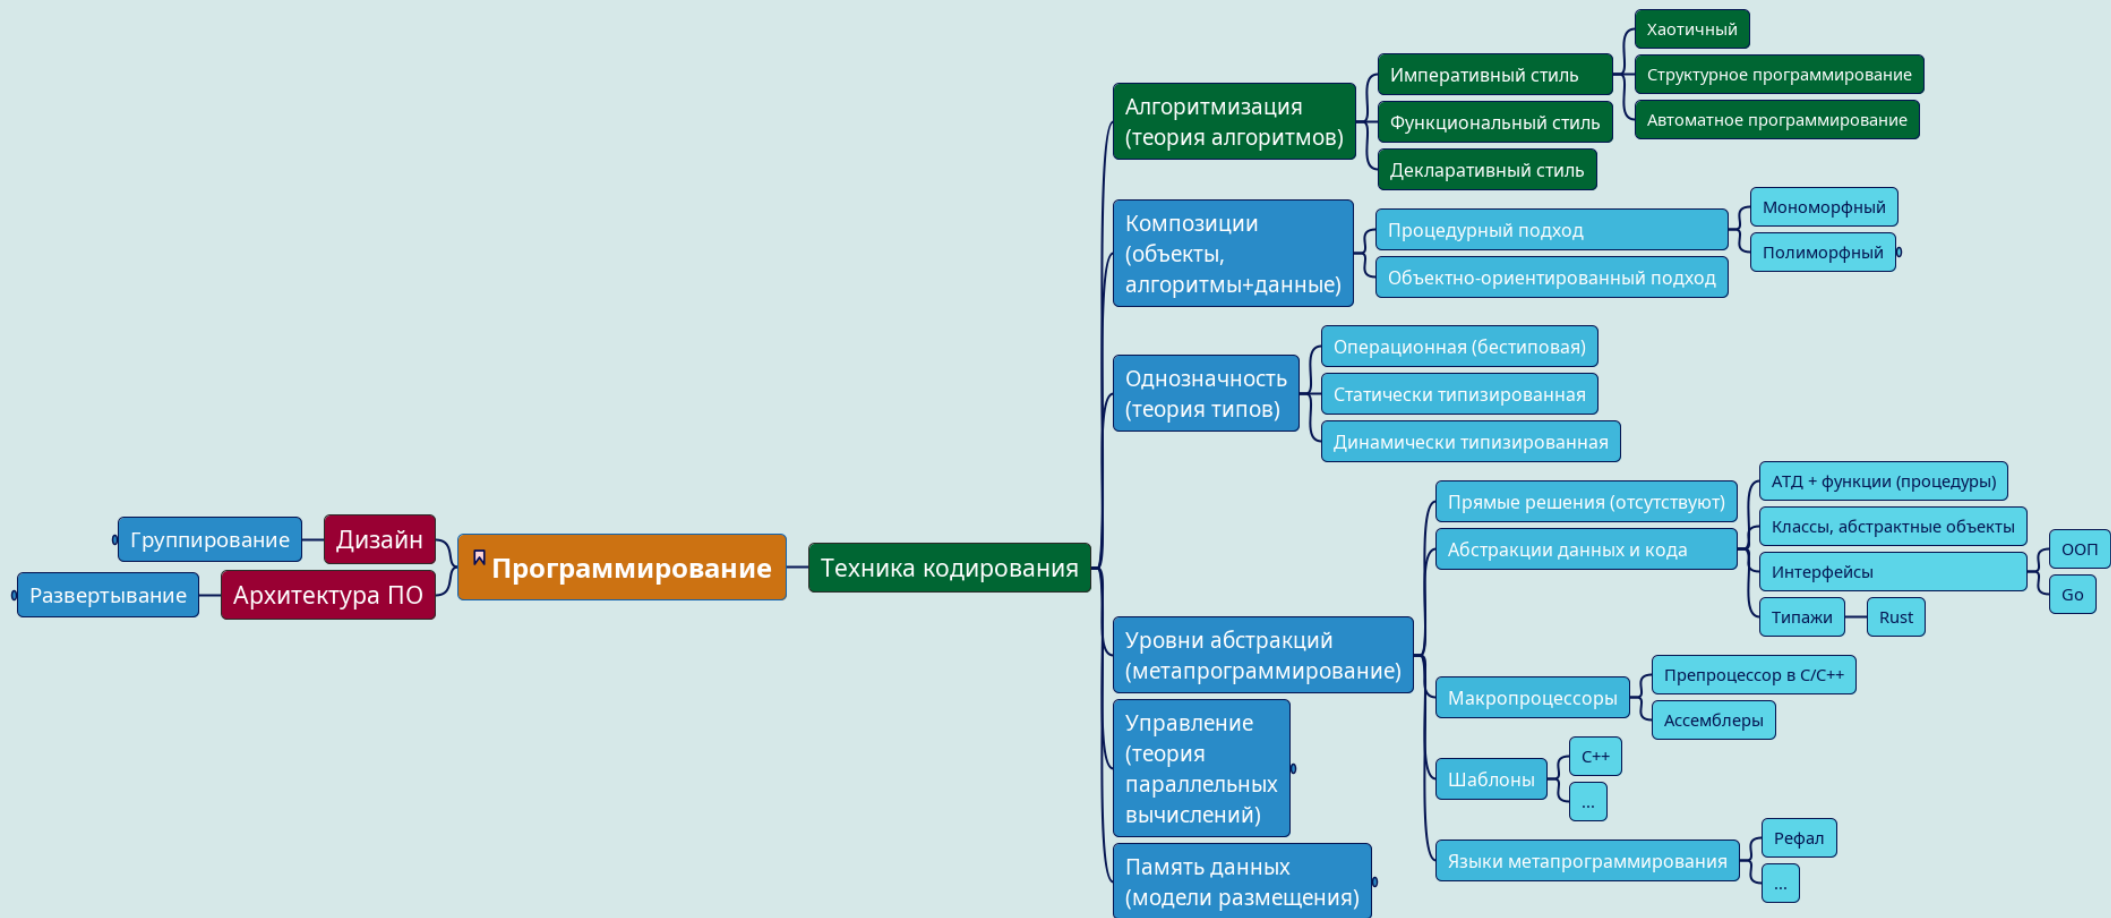 Хаотичный
Императивный стиль
Структурное программирование
Алгоритмизация
(теория алгоритмов)
Функциональный стиль
Автоматное программирование
Декларативный стиль
Композиции
(объекты,
алгоритмы+данные)
Процедурный подход
Мономорфный
Полиморфный
Объектно-ориентированный подход
Однозначность
(теория типов)
Операционная (бестиповая)
Статически типизированная
Динамически типизированная
Группирование
Дизайн
Развертывание
Архитектура ПО
Программирование
Техника кодирования
Уровни абстракций
(метапрограммирование)
Прямые решения (отсутствуют)
Абстракции данных и кода
АТД + функции (процедуры)
Классы, абстрактные объекты
Интерфейсы
ООП
Go
Типажи
Rust
Макропроцессоры
Препроцессор в C/C++
Ассемблеры
Шаблоны
C++
...
Языки метапрограммирования
Рефал
...
Управление
(теория
параллельных
вычислений)
Память данных
(модели размещения)